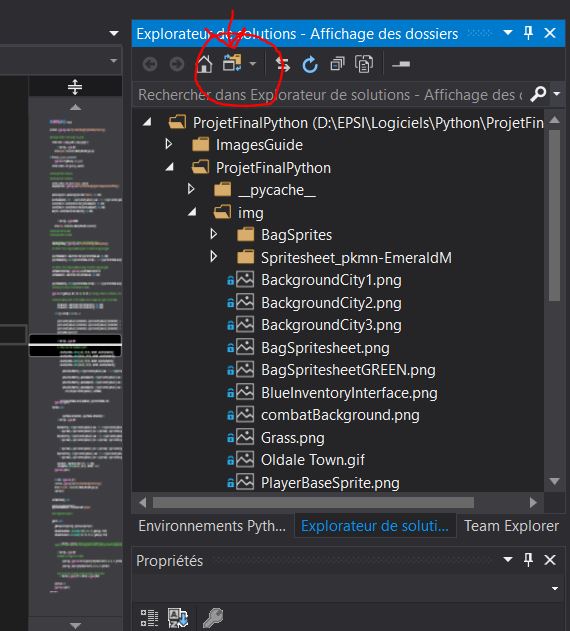 Explorateur de solutions - Affichage des dossiers
Rechercher dans Explorateur de solutions - Affichage des
ProjetFinalPython (D:\EPSI\Logiciels\Python\ProjetFin
ImagesGuide
ProjetFinalPython
__pycache__
img
BagSprites
Spritesheet_pkmn-EmeraldM
BackgroundCity1.png
BackgroundCity2.png
BackgroundCity3.png
BagSpritesheet.png
BagSpritesheetGREEN.png
BlueInventoryInterface.png
combatBackground.png
Grass.png
Oldale Town.gif
PlayerBaseSprite.png
Environnements Pyth... Explorateur de soluti... Team Explorer
Propriétés